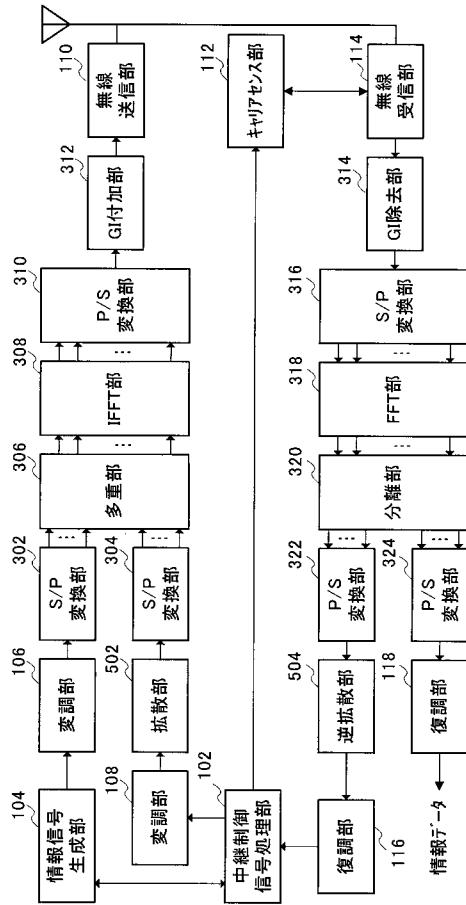 104
情報信号
生成部
106
変調部
302
S/P
変換部
306
多重部
308
IFFT部
310
P/S
変換部
312
GI付加部
110
無線
送信部
108
変調部
502
拡散部
304
S/P
変換部
102
中継制御
信号処理部
112
キャリアセンス部
116
復調部
504
逆拡散部
322
P/S
変換部
320
分離部
318
FFT部
316
S/P
変換部
314
GI除去部
114
無線
受信部
情報データ
118
復調部
324
P/S
変換部